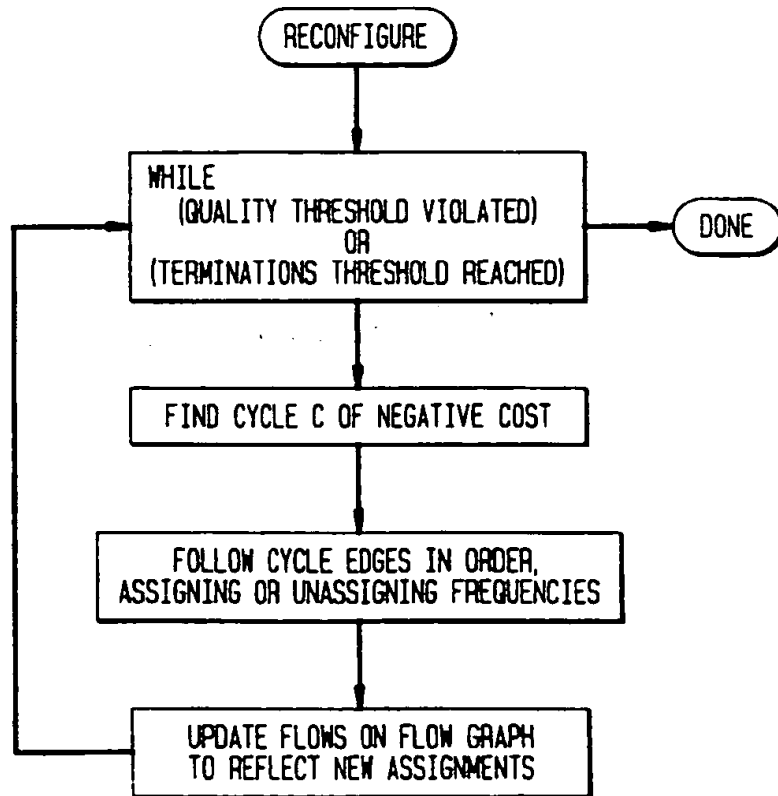 RECONFIGURE
WHILE
(QUALITY THRESHOLD VIOLATED)
OR
(TERMINATIONS THRESHOLD REACHED)
DONE
FIND CYCLE C OF NEGATIVE COST
FOLLOW CYCLE EDGES IN ORDER,
ASSIGNING OR UNASSIGNING FREQUENCIES
UPDATE FLOWS ON FLOW GRAPH
TO REFLECT NEW ASSIGNMENTS